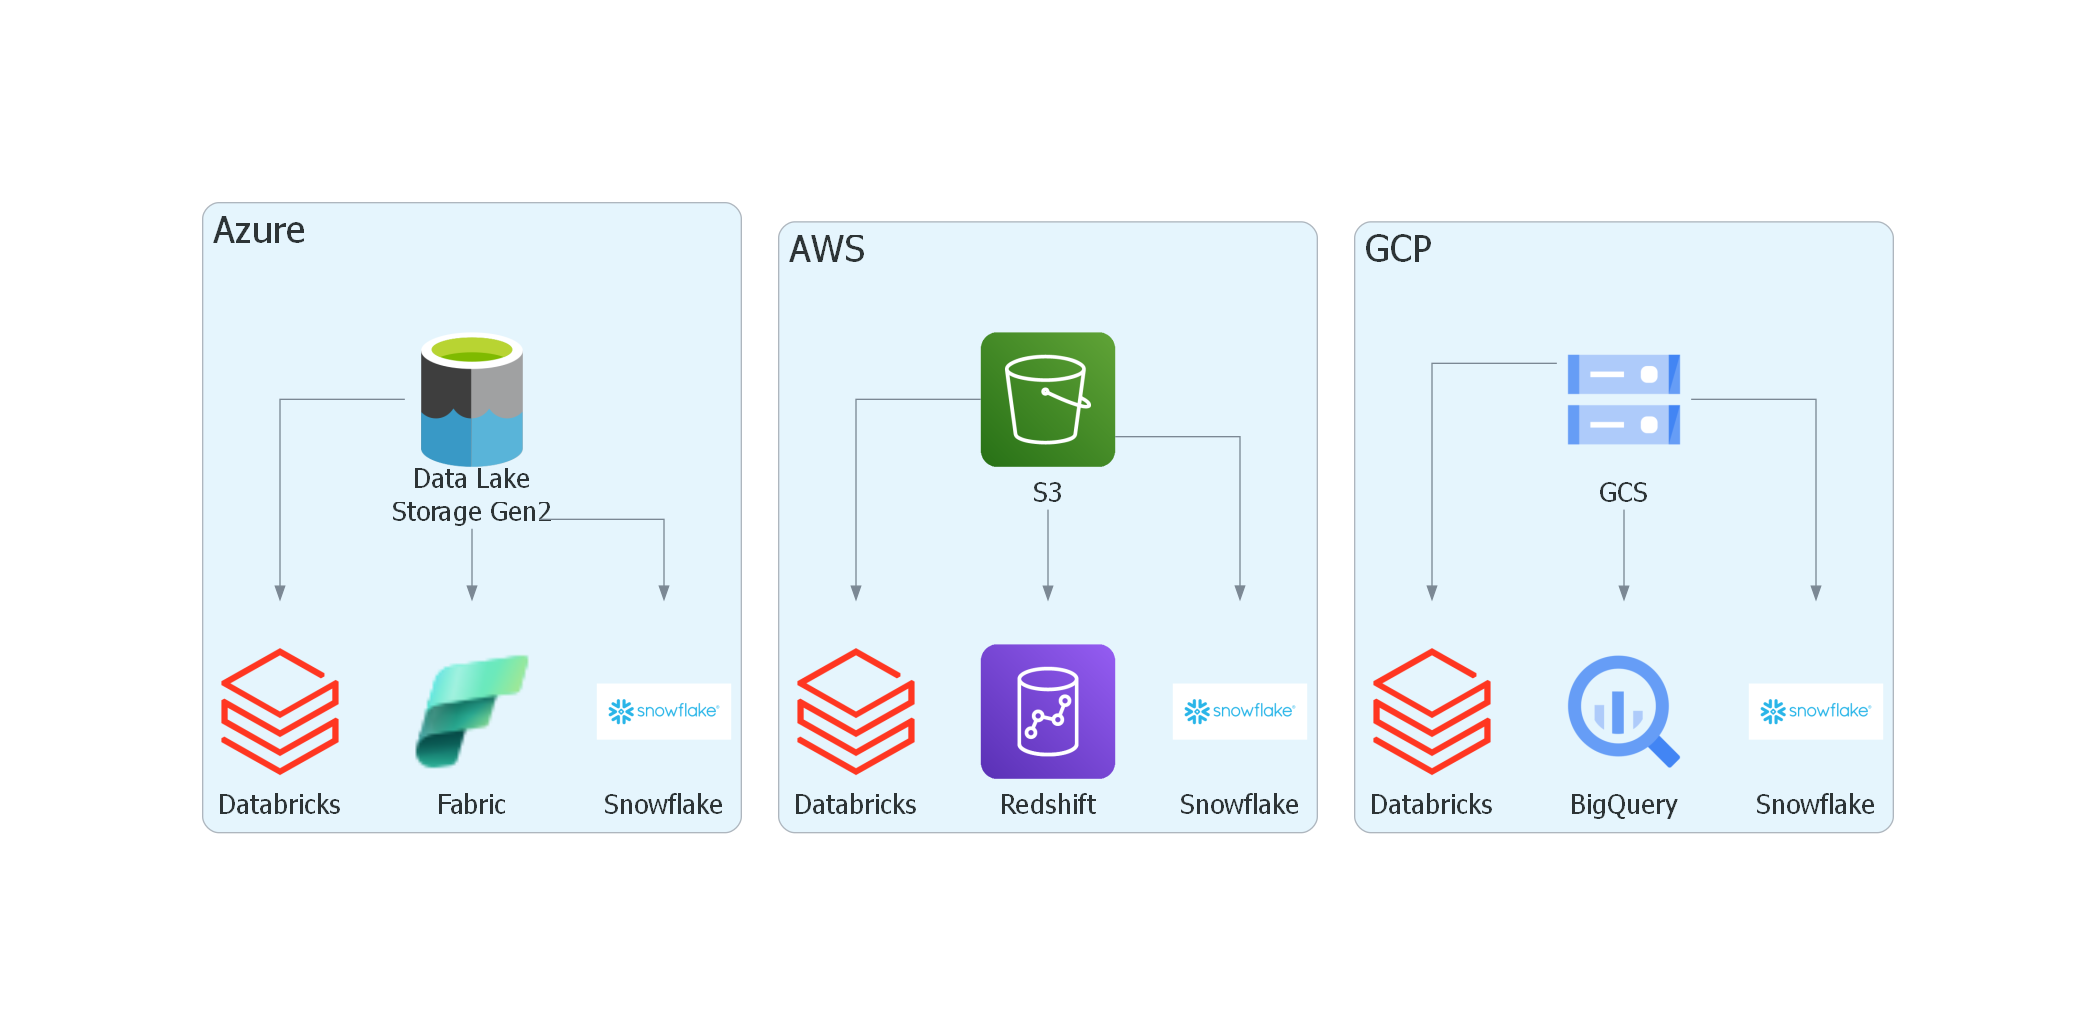 Azure
Data Lake
Storage Gen2
snowflake®
Databricks
Fabric
Snowflake
AWS
S3
snowflake®
Databricks
Redshift
Snowflake
GCP
GCS
snowflake®
Databricks
BigQuery
Snowflake